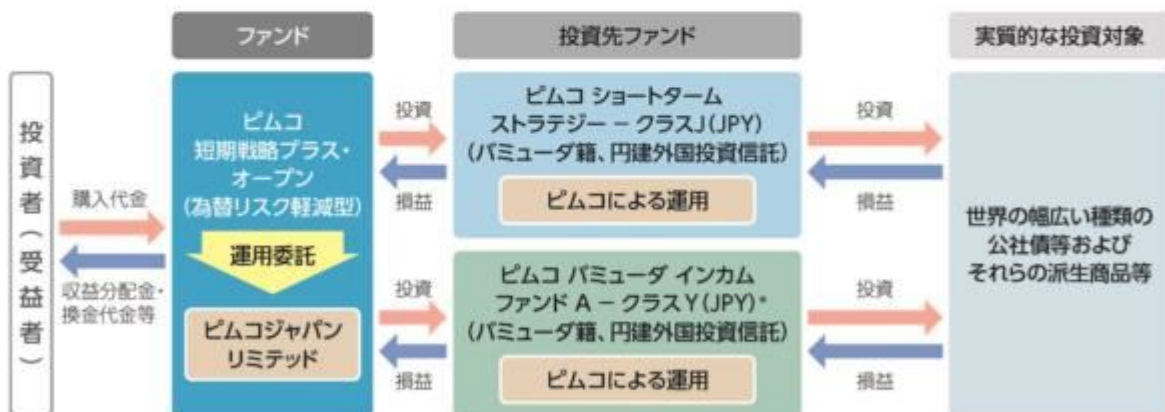 ファンド
投資先ファンド
実質的な投資対象
投資者(受益者)
購入代金
収益分配金・
換金代金等
ピムコ
短期戦略プラス・
オープン
(為替リスク軽減型)
運用委託
ピムコジャパン
リミテッド
投資
損益
投資
損益
ピムコ ショートターム
ストラテジー － クラスJ(JPY)
(バミューダ籍、円建外国投資信託)
ピムコによる運用
ピムコ バミューダ インカム
ファンド A － クラス Y(JPY)*
(バミューダ籍、円建外国投資信託)
ピムコによる運用
投資
損益
投資
損益
世界の幅広い種類の
公社債等および
それらの派生商品等